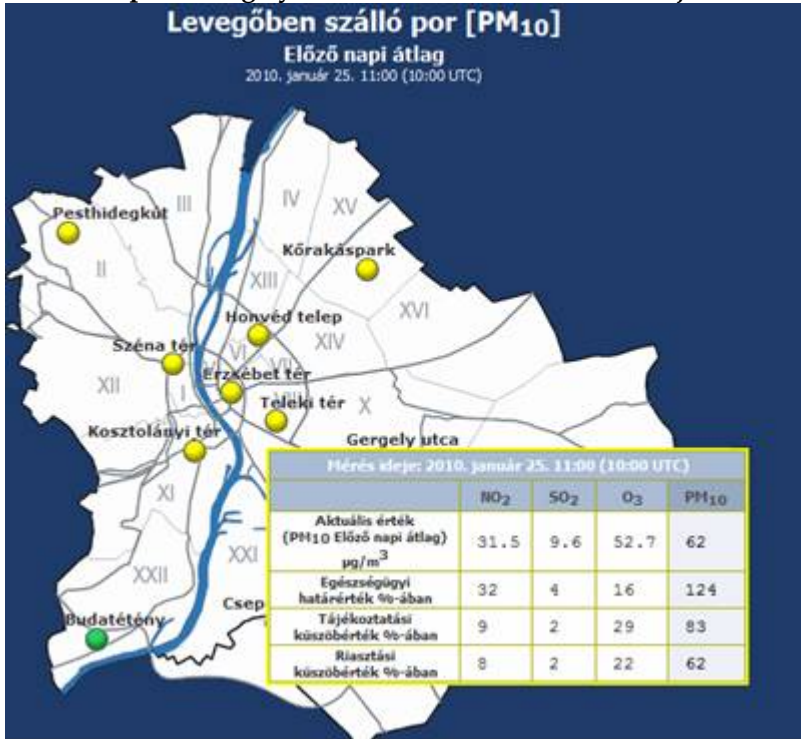 Levegőben szálló por [PM10]
Előző napi átlag
2010. január 25. 11:00 (10:00 UTC)
Pesthidegkút
III
IV
XV
Kőrakáspark
II
XIII
XVI
Honvéd telep
Széna tér
VI
XIV
VII
XII
Erzsébet tér
I
Teleki tér
X
Kosztolányi tér
Gergely utca
XI
XXI
XXII
Csep
Budatétény
Mérés ideje: 2010. január 25. 11:00 (10:00 UTC)
NO2 SO2 O3 PM10
Aktuális érték
(PM10 Előző napi átlag)
µg/m3
31.5 9.6 52.7 62
Egészségügyi
határérték %-ában
32 4 16 124
Tájékoztatási
küszöbérték %-ában
9 2 29 83
Riasztási
küszöbérték %-ában
8 2 22 62